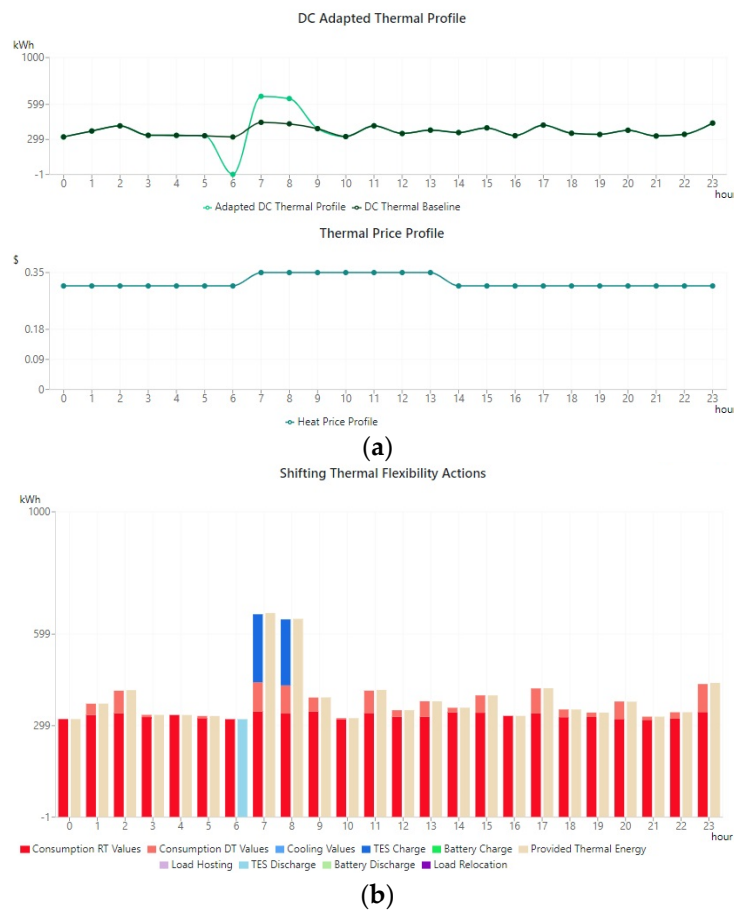 DC Adapted Thermal Profile
kWh
1000
599
299
-1
0 1 2 3 4 5 6 7 8 9 10 11 12 13 14 15 16 17 18 19 20 21 22 23
hour
Adapted DC Thermal Profile DC Thermal Baseline
Thermal Price Profile
$
0.35
0.18
0.09
0
0 1 2 3 4 5 6 7 8 9 10 11 12 13 14 15 16 17 18 19 20 21 22 23
hour
Heat Price Profile
(a)
Shifting Thermal Flexibility Actions
kWh
1000
599
299
-1
0 1 2 3 4 5 6 7 8 9 10 11 12 13 14 15 16 17 18 19 20 21 22 23
hour
Consumption RT Values Consumption DT Values Cooling Values TES Charge Battery Charge Provided Thermal Energy
Load Hosting TES Discharge Battery Discharge Load Relocation
(b)